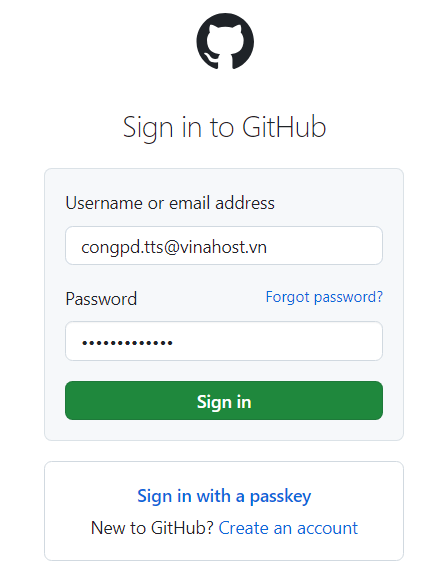 Sign in to GitHub
Username or email address
congpd.tts@vinahost.vn
Password Forgot password?
•••••••••••••
Sign in
Sign in with a passkey
New to GitHub? Create an account